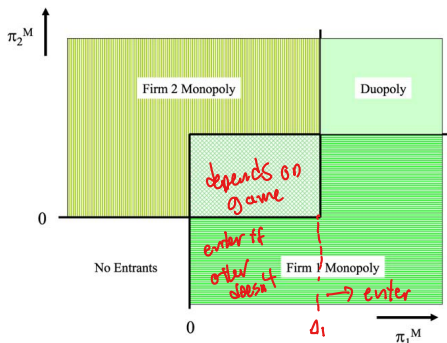 π₂ᴹ
Firm 2 Monopoly
Duopoly
depends on
game
0
enter iff
other
doesn't
No Entrants
Firm 1 Monopoly
→ enter
0
Δ₁
π₁ᴹ